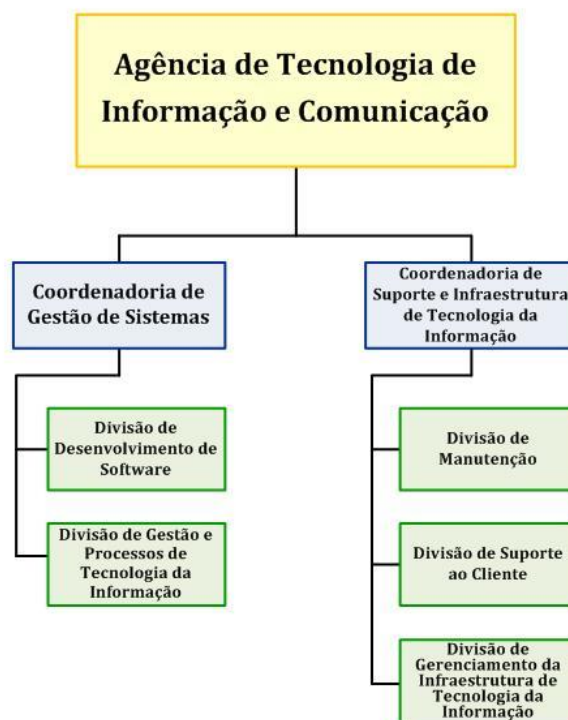 Agência de Tecnologia de
Informação e Comunicação
Coordenadoria de
Gestão de Sistemas
Coordenadoria de
Suporte e Infraestrutura
de Tecnologia da
Informação
Divisão de
Desenvolvimento de
Software
Divisão de Gestão e
Processos de
Tecnologia da
Informação
Divisão de
Manutenção
Divisão de Suporte
ao Cliente
Divisão de
Gerenciamento da
Infraestrutura de
Tecnologia da
Informação